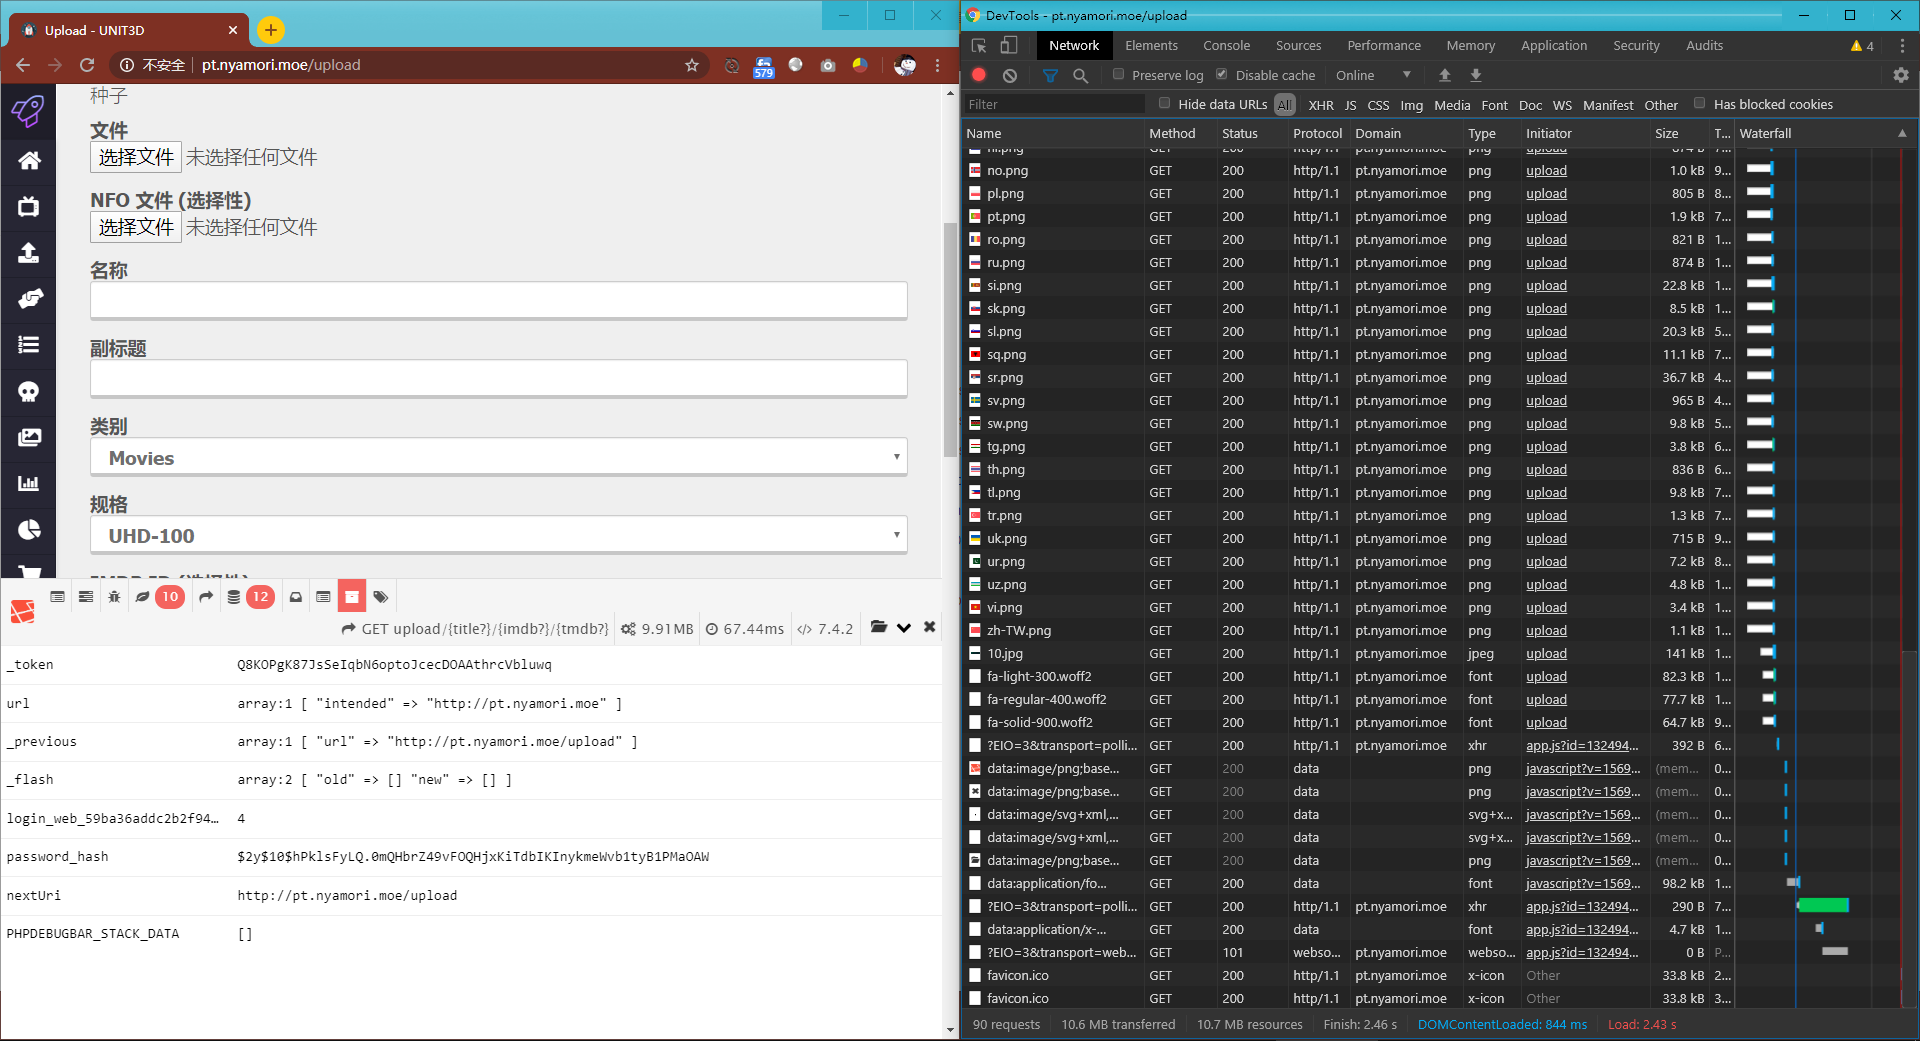 Upload - UNIT3D
不安全 | pt.nyamori.moe/upload
579
种子
文件
选择文件 未选择任何文件
NFO 文件 (选择性)
选择文件 未选择任何文件
名称
副标题
类别
Movies
规格
UHD-100
10
12
GET upload/{title?}/{imdb?}/{tmdb?}
9.91MB
67.44ms
7.4.2
_token Q8KOPgK87JsSeIqbN6optoJcecDOAAthrcVbluwq
url array:1 [ "intended" => "http://pt.nyamori.moe" ]
_previous array:1 [ "url" => "http://pt.nyamori.moe/upload" ]
_flash array:2 [ "old" => [] "new" => [] ]
login_web_59ba36addc2b2f94… 4
password_hash $2y$10$hPklsFyLQ.0mQHbrZ49vFOQHjxKiTdbIKInykmeWvb1tyB1PMaOAW
nextUri http://pt.nyamori.moe/upload
PHPDEBUGBAR_STACK_DATA []
DevTools - pt.nyamori.moe/upload
Network Elements Console Sources Performance Memory Application Security Audits 4
Preserve log Disable cache Online
Filter Hide data URLs All XHR JS CSS Img Media Font Doc WS Manifest Other Has blocked cookies
Name Method Status Protocol Domain Type Initiator Size T... Waterfall
no.png GET 200 http/1.1 pt.nyamori.moe png upload 1.0 kB 9...
pl.png GET 200 http/1.1 pt.nyamori.moe png upload 805 B 8...
pt.png GET 200 http/1.1 pt.nyamori.moe png upload 1.9 kB 7...
ro.png GET 200 http/1.1 pt.nyamori.moe png upload 821 B 1...
ru.png GET 200 http/1.1 pt.nyamori.moe png upload 874 B 1...
si.png GET 200 http/1.1 pt.nyamori.moe png upload 22.8 kB 1...
sk.png GET 200 http/1.1 pt.nyamori.moe png upload 8.5 kB 1...
sl.png GET 200 http/1.1 pt.nyamori.moe png upload 20.3 kB 5...
sq.png GET 200 http/1.1 pt.nyamori.moe png upload 11.1 kB 7...
sr.png GET 200 http/1.1 pt.nyamori.moe png upload 36.7 kB 4...
sv.png GET 200 http/1.1 pt.nyamori.moe png upload 965 B 4...
sw.png GET 200 http/1.1 pt.nyamori.moe png upload 9.8 kB 5...
tg.png GET 200 http/1.1 pt.nyamori.moe png upload 3.8 kB 6...
th.png GET 200 http/1.1 pt.nyamori.moe png upload 836 B 6...
tl.png GET 200 http/1.1 pt.nyamori.moe png upload 9.8 kB 7...
tr.png GET 200 http/1.1 pt.nyamori.moe png upload 1.3 kB 7...
uk.png GET 200 http/1.1 pt.nyamori.moe png upload 715 B 9...
ur.png GET 200 http/1.1 pt.nyamori.moe png upload 7.2 kB 8...
uz.png GET 200 http/1.1 pt.nyamori.moe png upload 4.8 kB 1...
vi.png GET 200 http/1.1 pt.nyamori.moe png upload 3.4 kB 1...
zh-TW.png GET 200 http/1.1 pt.nyamori.moe png upload 1.1 kB 1...
10.jpg GET 200 http/1.1 pt.nyamori.moe jpeg upload 141 kB 1...
fa-light-300.woff2 GET 200 http/1.1 pt.nyamori.moe font upload 82.3 kB 1...
fa-regular-400.woff2 GET 200 http/1.1 pt.nyamori.moe font upload 77.7 kB 1...
fa-solid-900.woff2 GET 200 http/1.1 pt.nyamori.moe font upload 64.7 kB 9...
?EIO=3&transport=polli... GET 200 http/1.1 pt.nyamori.moe xhr app.js?id=132494... 392 B 6...
data:image/png;base... GET 200 data png javascript?v=1569... (mem... 0...
data:image/png;base... GET 200 data png javascript?v=1569... (mem... 0...
data:image/svg+xml,... GET 200 data svg+x... javascript?v=1569... (mem... 0...
data:image/svg+xml,... GET 200 data svg+x... javascript?v=1569... (mem... 0...
data:image/png;base... GET 200 data png javascript?v=1569... (mem... 0...
data:application/fo... GET 200 data font javascript?v=1569... 98.2 kB 1...
?EIO=3&transport=polli... GET 200 http/1.1 pt.nyamori.moe xhr app.js?id=132494... 290 B 7...
data:application/x-... GET 200 data font app.js?id=132494... 4.7 kB 1...
?EIO=3&transport=web... GET 101 webso... pt.nyamori.moe webso... app.js?id=132494... 0 B P...
favicon.ico GET 200 http/1.1 pt.nyamori.moe x-icon Other 33.8 kB 2...
favicon.ico GET 200 http/1.1 pt.nyamori.moe x-icon Other 33.8 kB 3...
90 requests 10.6 MB transferred 10.7 MB resources Finish: 2.46 s DOMContentLoaded: 844 ms Load: 2.43 s